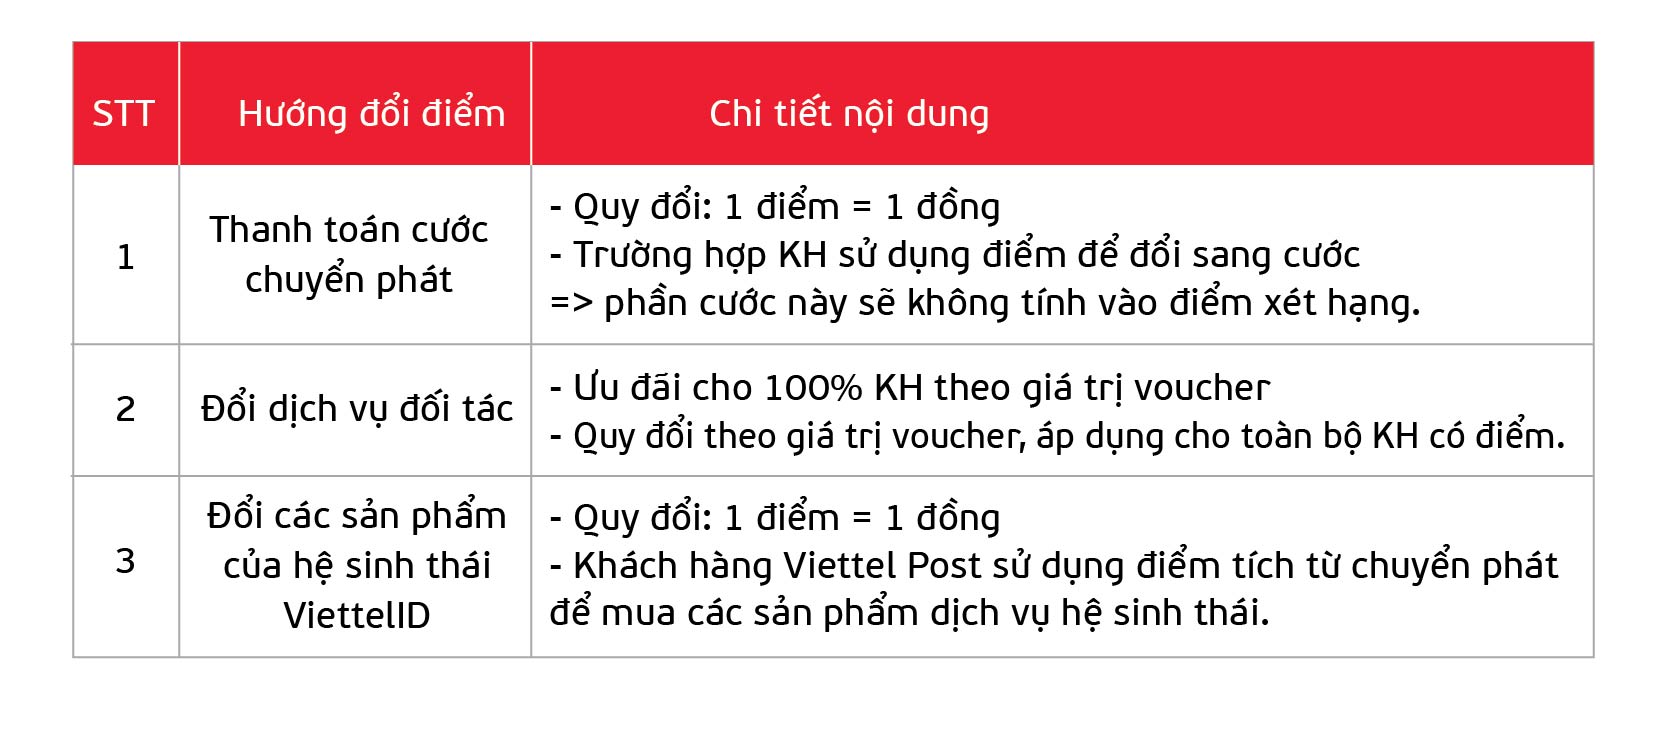 STT
Hướng đổi điểm
Chi tiết nội dung
1
Thanh toán cước
chuyển phát
- Quy đổi: 1 điểm = 1 đồng
- Trường hợp KH sử dụng điểm để đổi sang cước
=> phần cước này sẽ không tính vào điểm xét hạng.
2
Đổi dịch vụ đối tác
- Ưu đãi cho 100% KH theo giá trị voucher
- Quy đổi theo giá trị voucher, áp dụng cho toàn bộ KH có điểm.
3
Đổi các sản phẩm
của hệ sinh thái
ViettelID
- Quy đổi: 1 điểm = 1 đồng
- Khách hàng Viettel Post sử dụng điểm tích từ chuyển phát
để mua các sản phẩm dịch vụ hệ sinh thái.